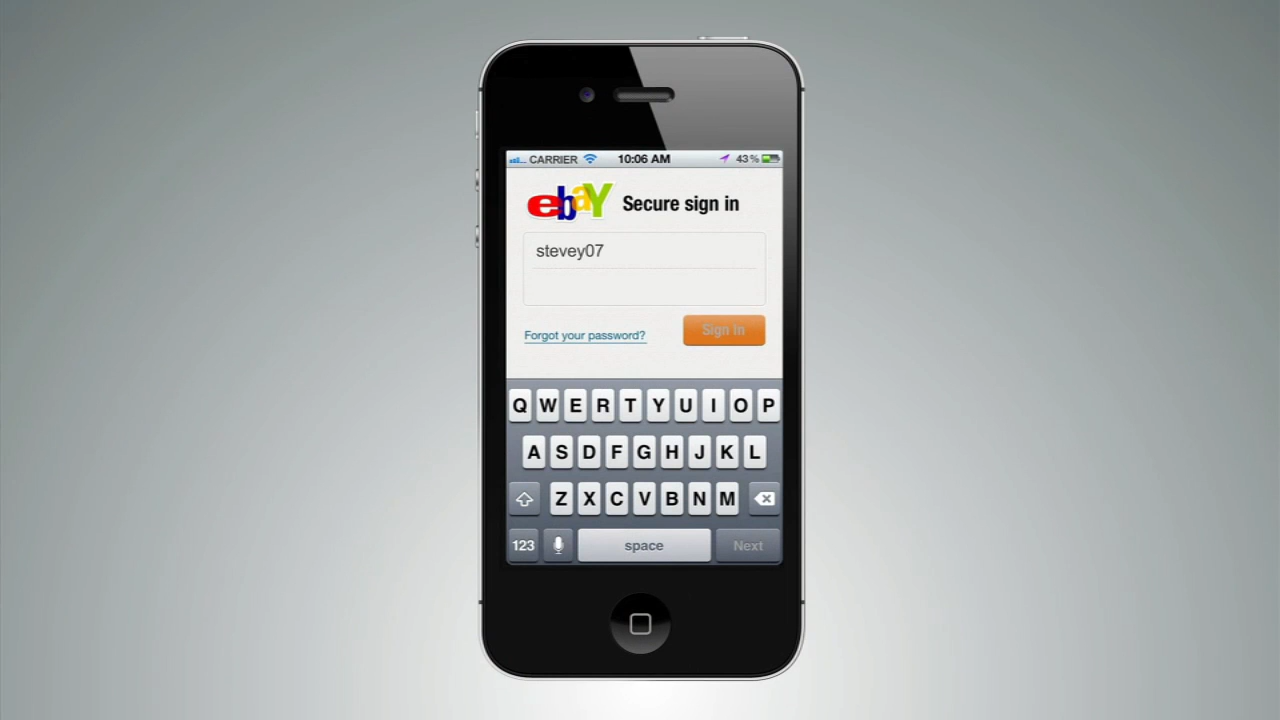 CARRIER 10:06 AM 43%
ebaY Secure sign in
stevey07
Forgot your password? Sign In
Q W E R T Y U I O P
A S D F G H J K L
Z X C V B N M
123 space Next